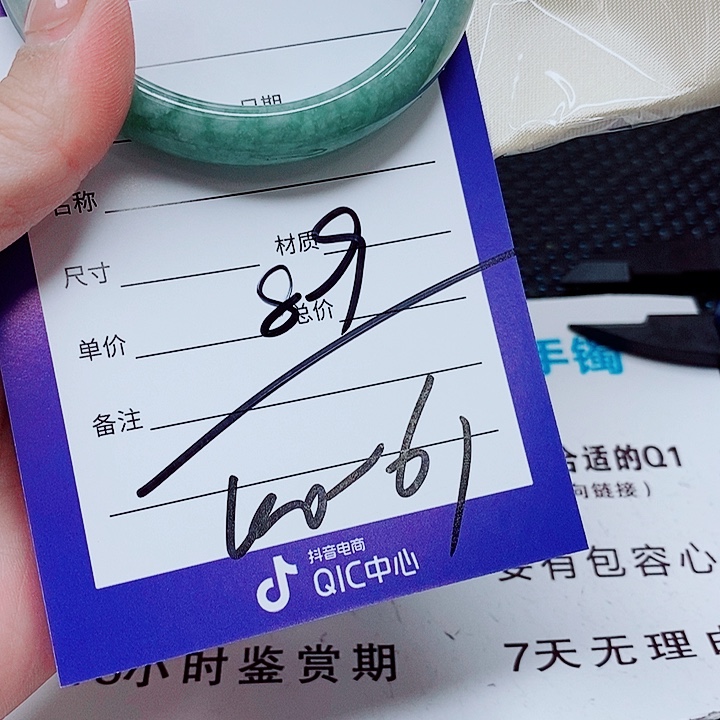 日期
名称
材质
尺寸
89
总价
单价
备注
抖音电商
QIC中心
手镯
合适的Q1
向链接）
要有包容心
小时鉴赏期
7天无理由